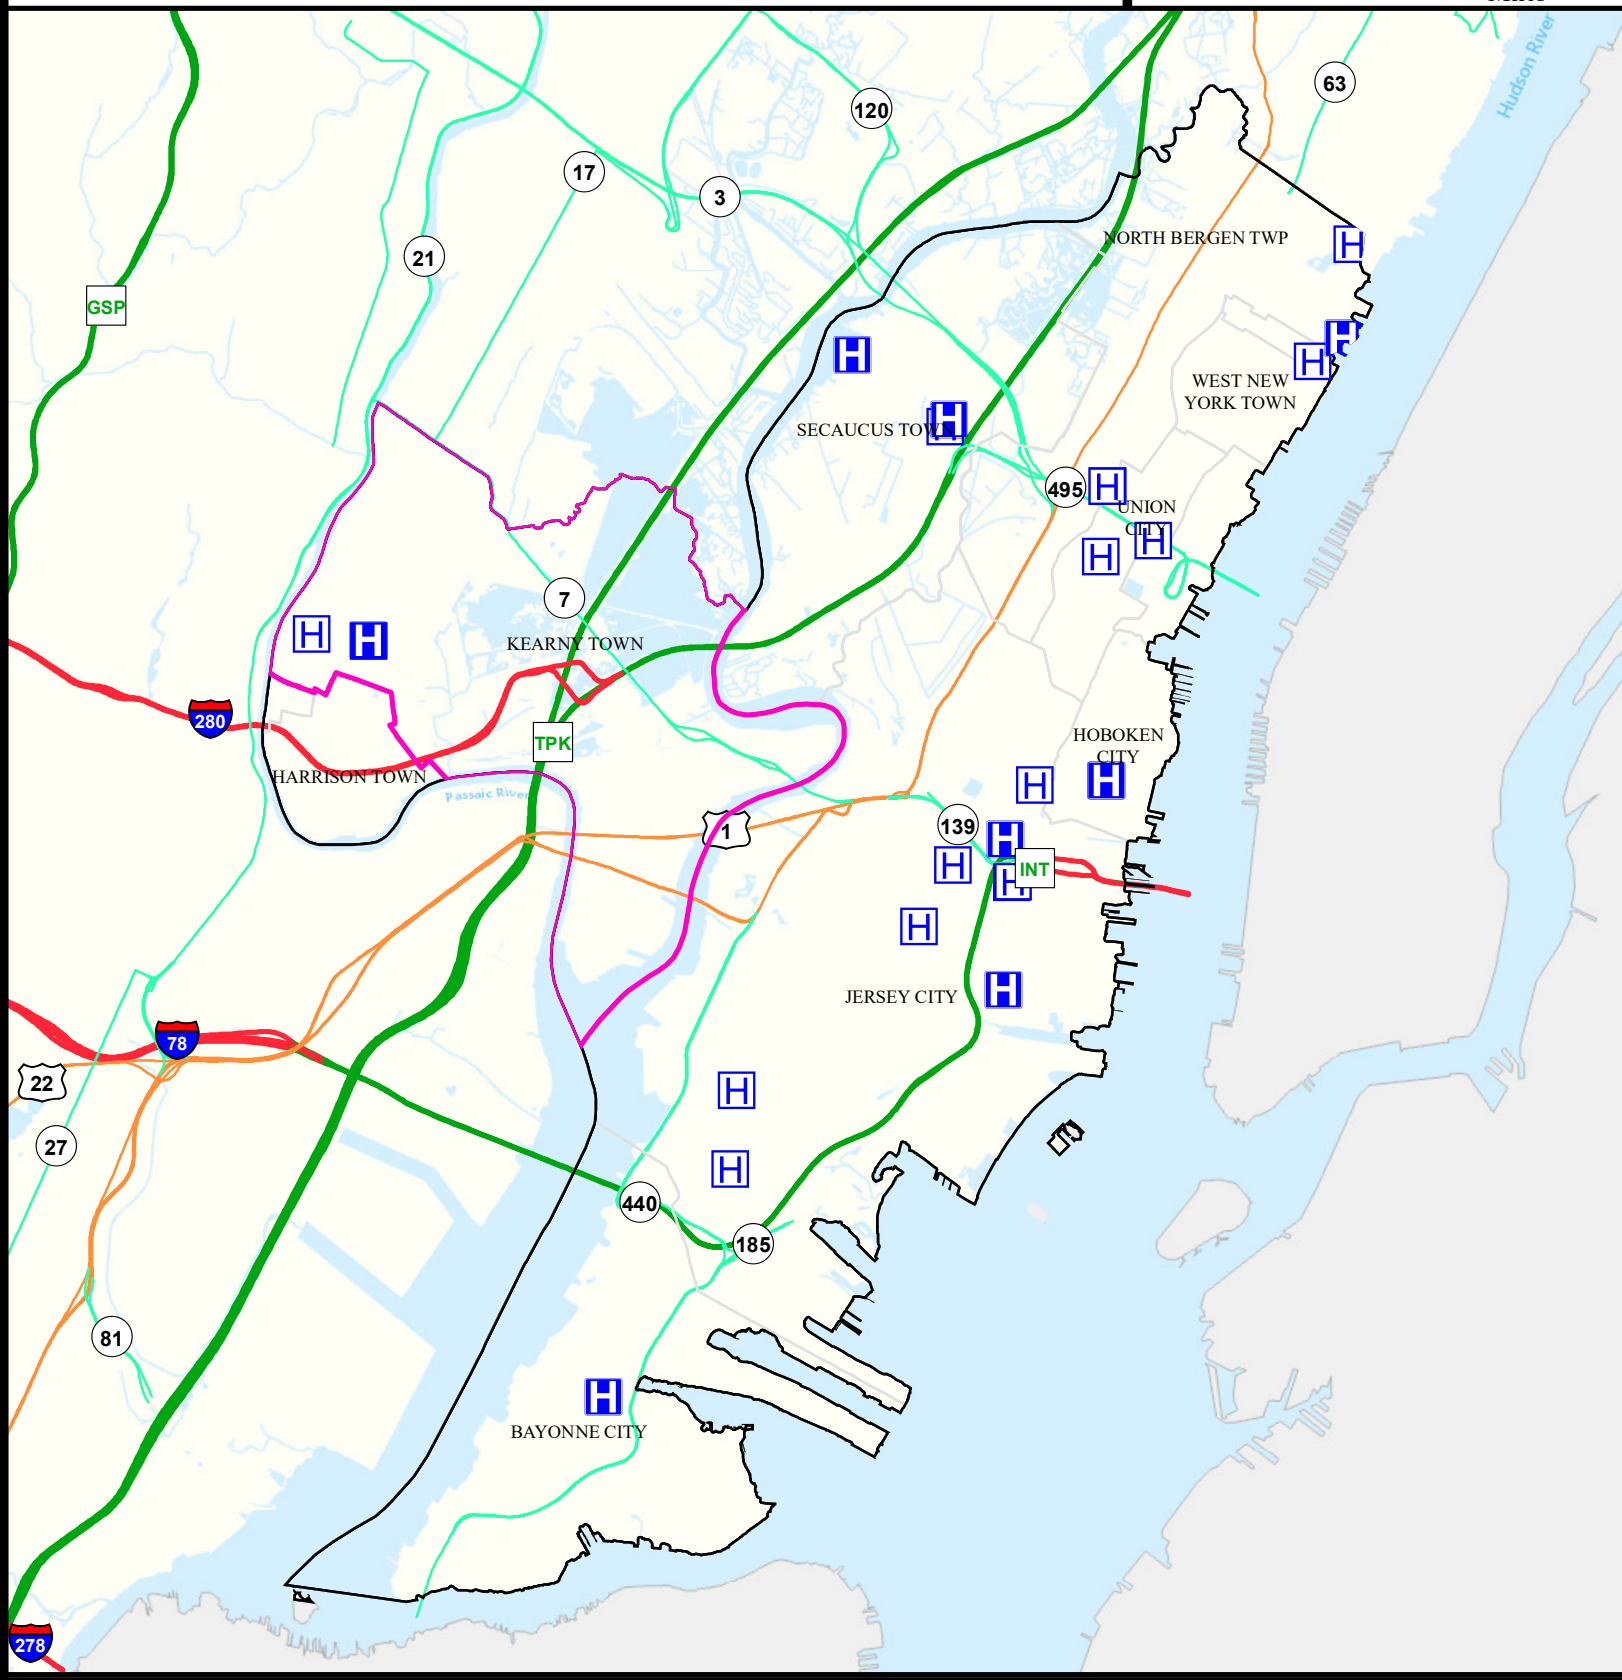 Hudson River
63
120
17
3
21
NORTH BERGEN TWP
H
GSP
H
H
H
WEST NEW
YORK TOWN
H
SECAUCUS TOWN
495
H
UNION
CITY
H
H
7
H
H
KEARNY TOWN
280
TPK
HOBOKEN
CITY
HARRISON TOWN
H
H
Passaic River
1
139
H
H
INT
H
H
JERSEY CITY
H
78
22
H
27
H
440
185
81
H
BAYONNE CITY
278